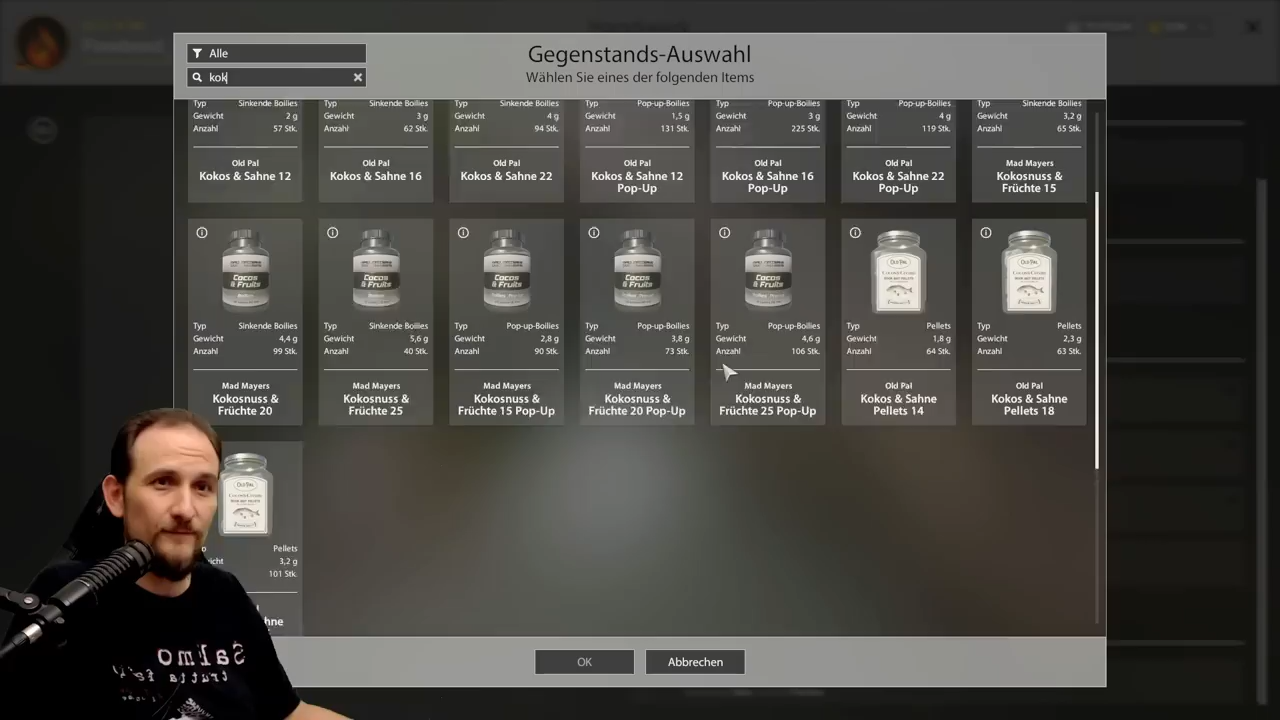 Alle
kok
Gegenstands-Auswahl
Wählen Sie eines der folgenden Items
Typ Sinkende Boilies
Gewicht 2 g
Anzahl 57 Stk.
Old Pal
Kokos & Sahne 12
Typ Sinkende Boilies
Gewicht 3 g
Anzahl 62 Stk.
Old Pal
Kokos & Sahne 16
Typ Sinkende Boilies
Gewicht 4 g
Anzahl 94 Stk.
Old Pal
Kokos & Sahne 22
Typ Pop-up-Boilies
Gewicht 1,5 g
Anzahl 131 Stk.
Old Pal
Kokos & Sahne 12
Pop-Up
Typ Pop-up-Boilies
Gewicht 3 g
Anzahl 225 Stk.
Old Pal
Kokos & Sahne 16
Pop-Up
Typ Pop-up-Boilies
Gewicht 4 g
Anzahl 119 Stk.
Old Pal
Kokos & Sahne 22
Pop-Up
Typ Sinkende Boilies
Gewicht 3,2 g
Anzahl 65 Stk.
Mad Mayers
Kokosnuss &
Früchte 15
Cocos
& Fruits
Typ Sinkende Boilies
Gewicht 4,4 g
Anzahl 99 Stk.
Mad Mayers
Kokosnuss &
Früchte 20
Cocos
& Fruits
Typ Sinkende Boilies
Gewicht 5,6 g
Anzahl 40 Stk.
Mad Mayers
Kokosnuss &
Früchte 25
Cocos
& Fruits
Typ Pop-up-Boilies
Gewicht 2,8 g
Anzahl 90 Stk.
Mad Mayers
Kokosnuss &
Früchte 15 Pop-Up
Cocos
& Fruits
Typ Pop-up-Boilies
Gewicht 3,8 g
Anzahl 73 Stk.
Mad Mayers
Kokosnuss &
Früchte 20 Pop-Up
Cocos
& Fruits
Typ Pop-up-Boilies
Gewicht 4,6 g
Anzahl 106 Stk.
Mad Mayers
Kokosnuss &
Früchte 25 Pop-Up
Old Pal
Typ Pellets
Gewicht 1,8 g
Anzahl 64 Stk.
Old Pal
Kokos & Sahne
Pellets 14
Old Pal
Typ Pellets
Gewicht 2,3 g
Anzahl 63 Stk.
Old Pal
Kokos & Sahne
Pellets 18
Old Pal
Pellets
3,2 g
101 Stk.
hne
Salmo
trutta
OK
Abbrechen